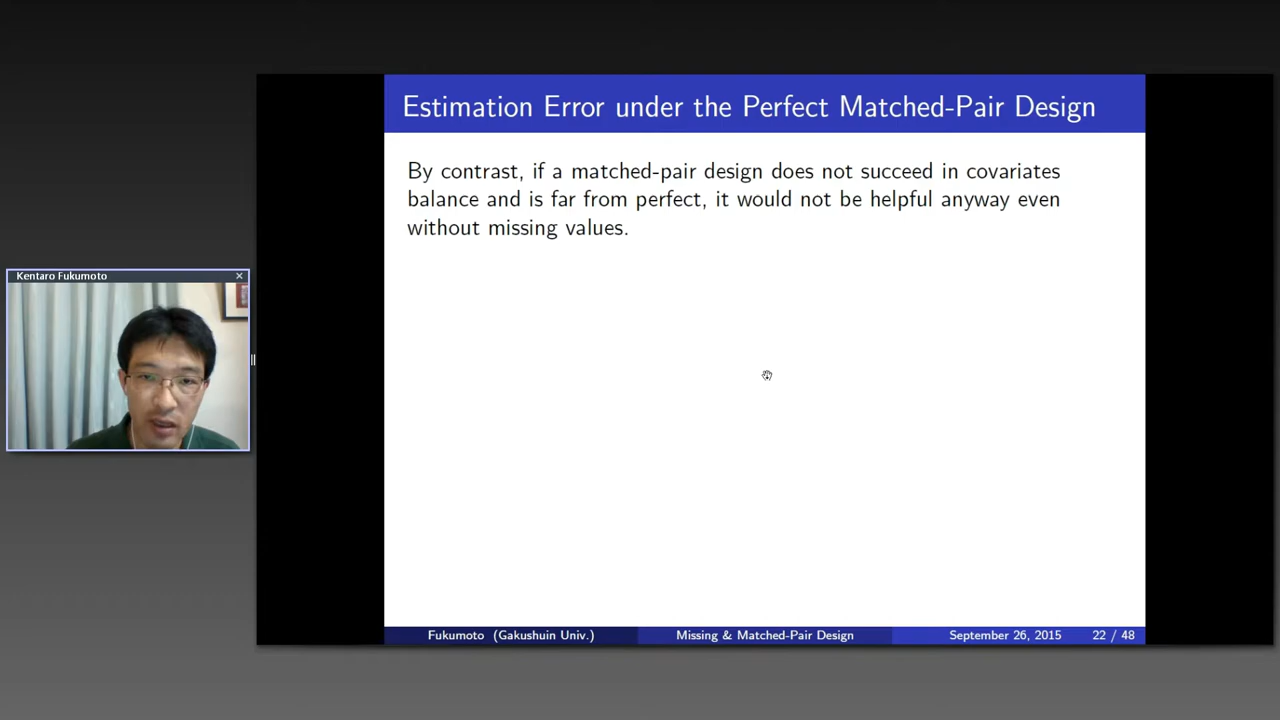 Estimation Error under the Perfect Matched-Pair Design
By contrast, if a matched-pair design does not succeed in covariates
balance and is far from perfect, it would not be helpful anyway even
without missing values.
Kentaro Fukumoto
Fukumoto (Gakushuin Univ.)
Missing & Matched-Pair Design
September 26, 2015
22 / 48